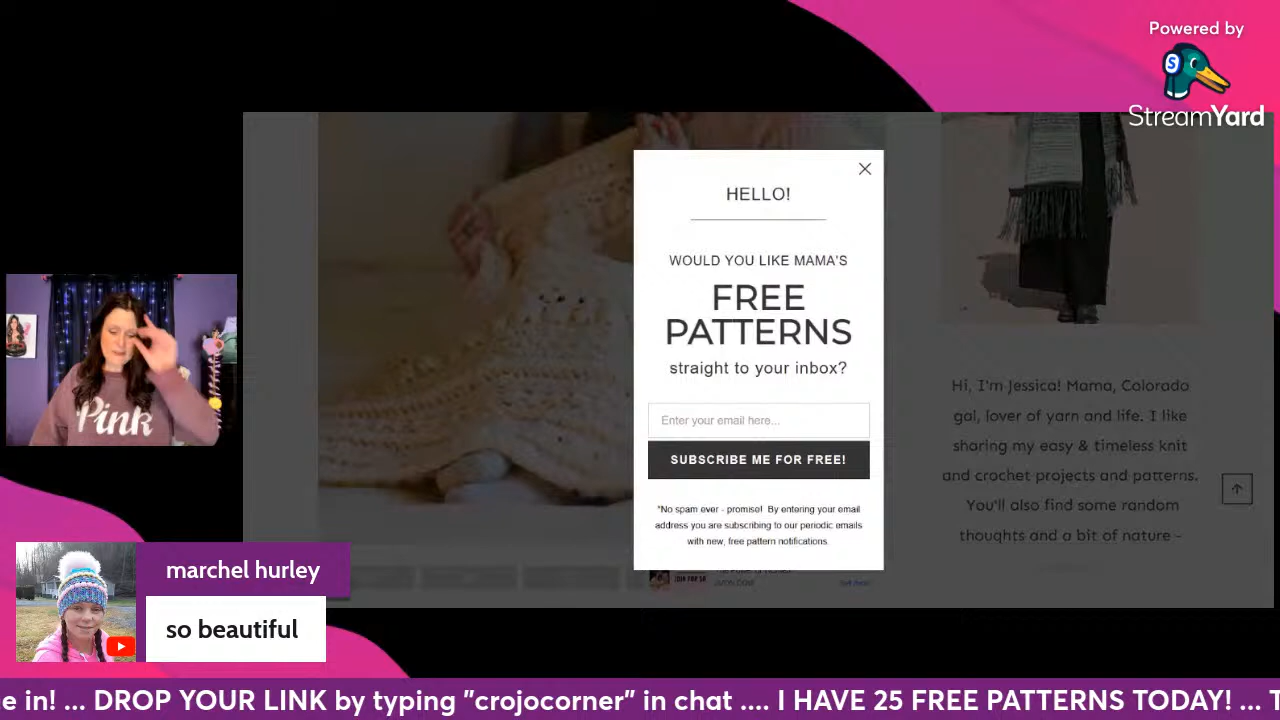 Powered by
StreamYard
HELLO!
WOULD YOU LIKE MAMA'S
FREE
PATTERNS
straight to your inbox?
Enter your email here...
SUBSCRIBE ME FOR FREE!
*No spam ever - promise! By entering your email
address you are subscribing to our periodic emails
with new, free pattern notifications.
Hi, I'm Jessica! Mama, Colorado
gal, lover of yarn and life. I like
sharing my easy & timeless knit
and crochet projects and patterns.
You'll also find some random
thoughts and a bit of nature -
Pink
JOIN FOR
marchel hurley
so beautiful
e in! ... DROP YOUR LINK by typing "crojocorner" in chat .... I HAVE 25 FREE PATTERNS TODAY! ... T